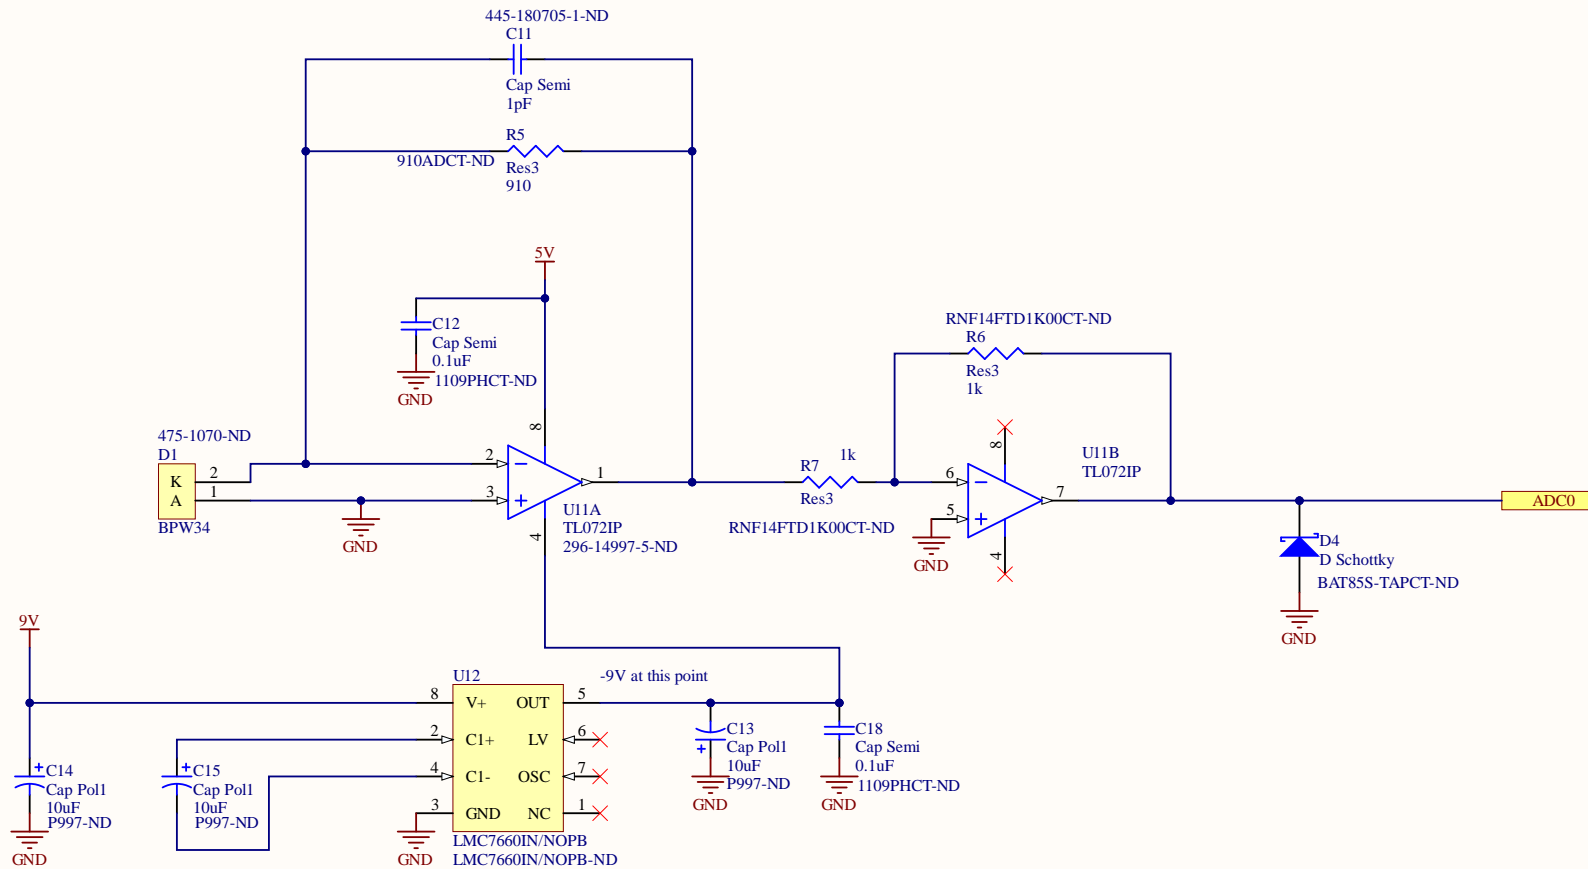 445-180705-1-ND
C11
Cap Semi
1pF
R5
910ADCT-ND
Res3
910
5V
C12
Cap Semi
0.1uF
1109PHCT-ND
GND
8
475-1070-ND
D1
K
2
A
1
BPW34
GND
2
3
1
4
U11A
TL072IP
296-14997-5-ND
RNF14FTD1K00CT-ND
R6
Res3
1k
R7
1k
Res3
RNF14FTD1K00CT-ND
8
6
5
7
4
GND
U11B
TL072IP
ADC0
D4
D Schottky
BAT85S-TAPCT-ND
GND
9V
C14
Cap Pol1
10uF
P997-ND
GND
C15
Cap Pol1
10uF
P997-ND
U12
-9V at this point
8
V+
OUT
5
2
C1+
LV
6
4
C1-
OSC
7
3
GND
NC
1
GND
LMC7660IN/NOPB
LMC7660IN/NOPB-ND
C13
Cap Pol1
10uF
P997-ND
GND
C18
Cap Semi
0.1uF
1109PHCT-ND
GND